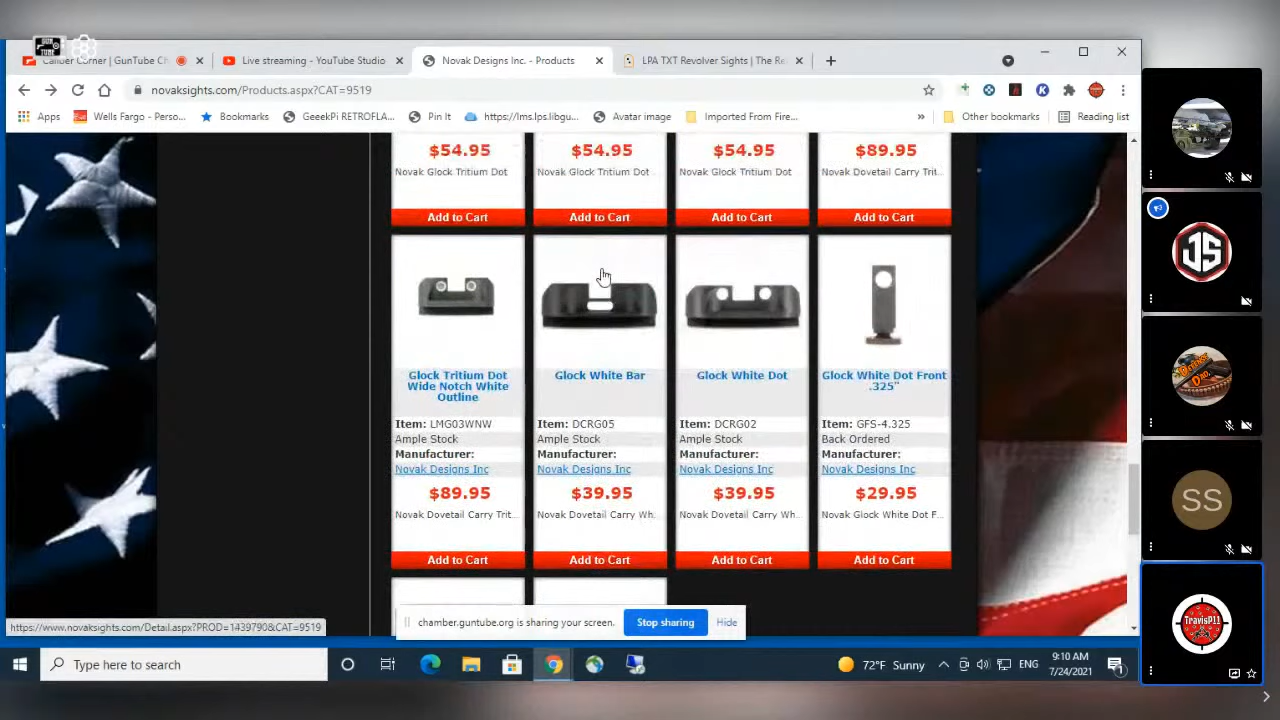 GUN
TUBE
Caliber Corner | GunTube Ch
Live streaming - YouTube Studio
Novak Designs Inc. - Products
LPA TXT Revolver Sights | The Re
novaksights.com/Products.aspx?CAT=9519
Apps
Wells Fargo - Perso...
Bookmarks
GeeekPi RETROFLA...
Pin It
https://lms.lps.libgu...
Avatar image
Imported From Fire...
»
Other bookmarks
Reading list
$54.95 $54.95 $54.95 $89.95
Novak Glock Tritium Dot Novak Glock Tritium Dot Novak Glock Tritium Dot Novak Dovetail Carry Trit...
Add to Cart Add to Cart Add to Cart Add to Cart
Glock Tritium Dot
Wide Notch White
Outline
Item: LMG03WNW
Ample Stock
Manufacturer:
Novak Designs Inc
$89.95
Novak Dovetail Carry Trit...
Add to Cart
Glock White Bar
Item: DCRG05
Ample Stock
Manufacturer:
Novak Designs Inc
$39.95
Novak Dovetail Carry Wh...
Add to Cart
Glock White Dot
Item: DCRG02
Ample Stock
Manufacturer:
Novak Designs Inc
$39.95
Novak Dovetail Carry Wh...
Add to Cart
Glock White Dot Front
.325"
Item: GFS-4.325
Back Ordered
Manufacturer:
Novak Designs Inc
$29.95
Novak Glock White Dot F...
Add to Cart
chamber.guntube.org is sharing your screen.
Stop sharing
Hide
https://www.novaksights.com/Detail.aspx?PROD=1439790&CAT=9519
Type here to search
72°F Sunny
ENG
9:10 AM
7/24/2021
1
JS
DEFENSE
DAD
SS
TravisP11